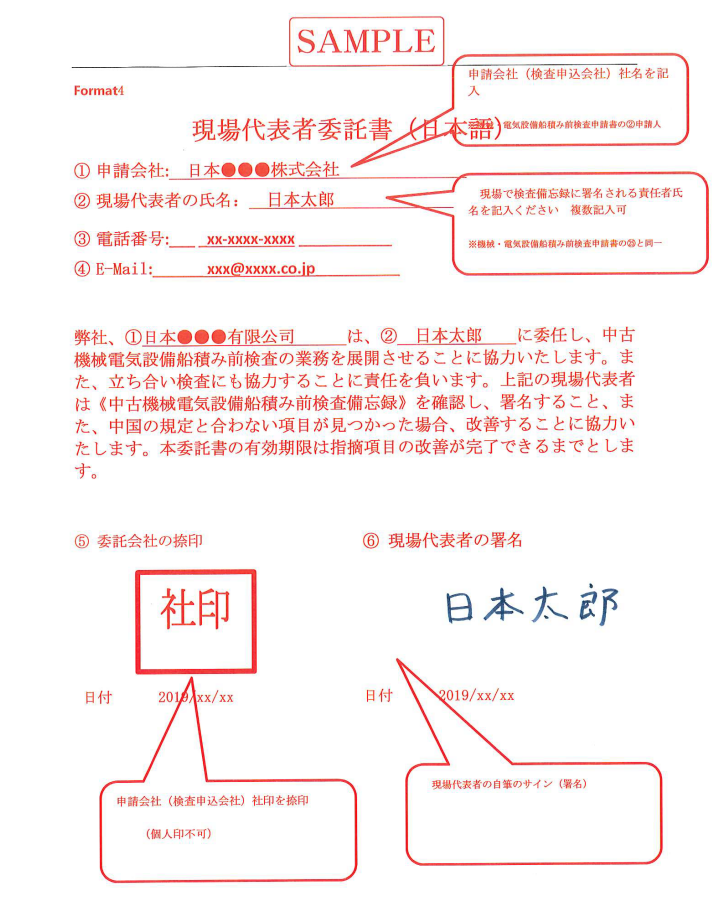 SAMPLE
Format4
申請会社（検査申込会社）社名を記
入
※機械・電気設備船積み前検査申請書の②申請人
現場代表者委託書（日本語）
① 申請会社: 日本●●●株式会社
② 現場代表者の氏名： 日本太郎
現場で検査備忘録に署名される責任者氏
名を記入ください 複数記入可
※機械・電気設備船積み前検査申請書の㉕と同一
③ 電話番号: xx-xxxx-xxxx
④ E-Mail: xxx@xxxx.co.jp
弊社、①日本●●●有限公司 は、② 日本太郎 に委任し、中古
機械電気設備船積み前検査の業務を展開させることに協力いたします。ま
た、立ち合い検査にも協力することに責任を負います。上記の現場代表者
は《中古機械電気設備船積み前検査備忘録》を確認し、署名すること、ま
た、中国の規定と合わない項目が見つかった場合、改善することに協力い
たします。本委託書の有効期限は指摘項目の改善が完了できるまでとしま
す。
⑤ 委託会社の捺印
⑥ 現場代表者の署名
社印
日本太郎
日付 2019/xx/xx
日付 2019/xx/xx
申請会社（検査申込会社）社印を捺印
（個人印不可）
現場代表者の自筆のサイン（署名）